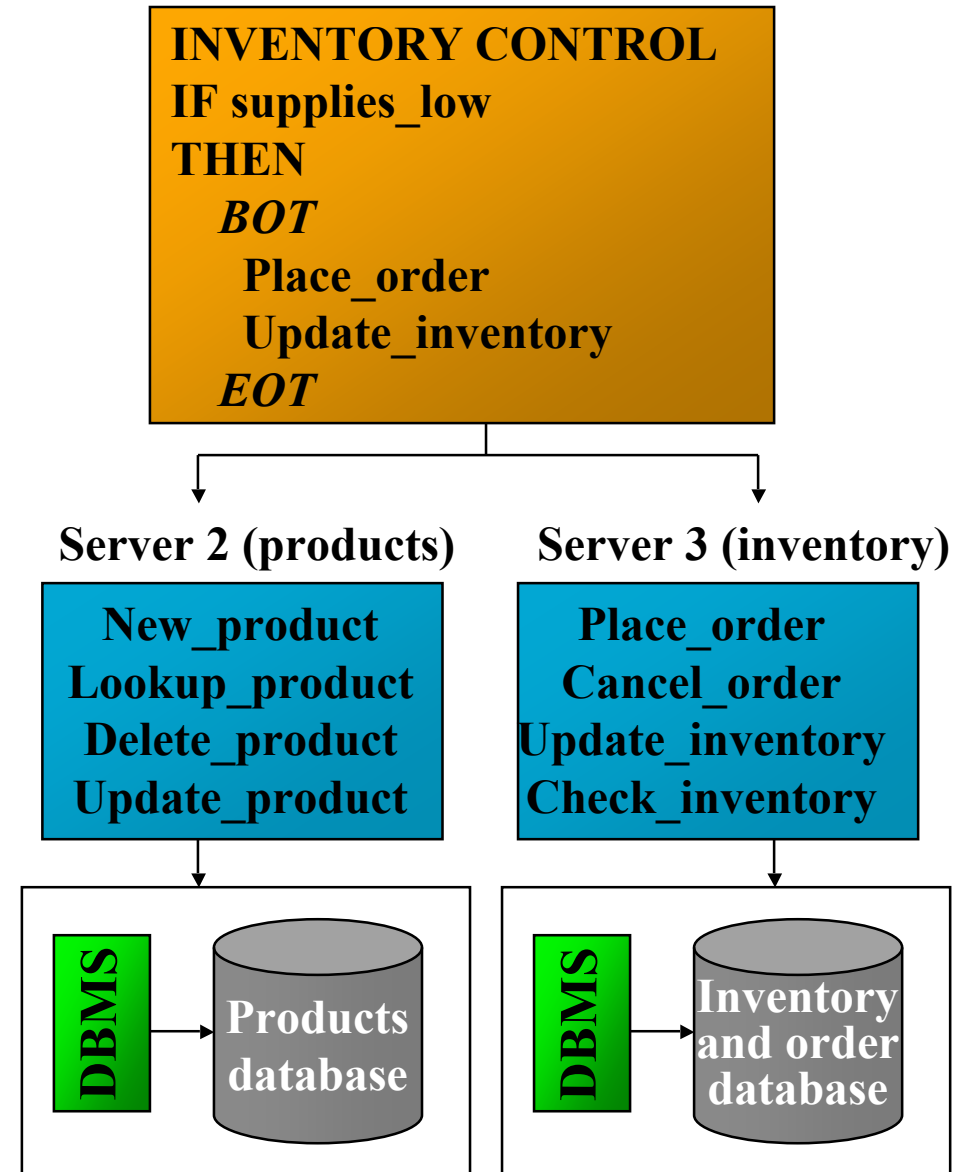 INVENTORY CONTROL
IF supplies_low
THEN
BOT
Place_order
Update_inventory
EOT
Server 2 (products)
New_product
Lookup_product
Delete_product
Update_product
DBMS
Products
database
Server 3 (inventory)
Place_order
Cancel_order
Update_inventory
Check_inventory
DBMS
Inventory
and order
database